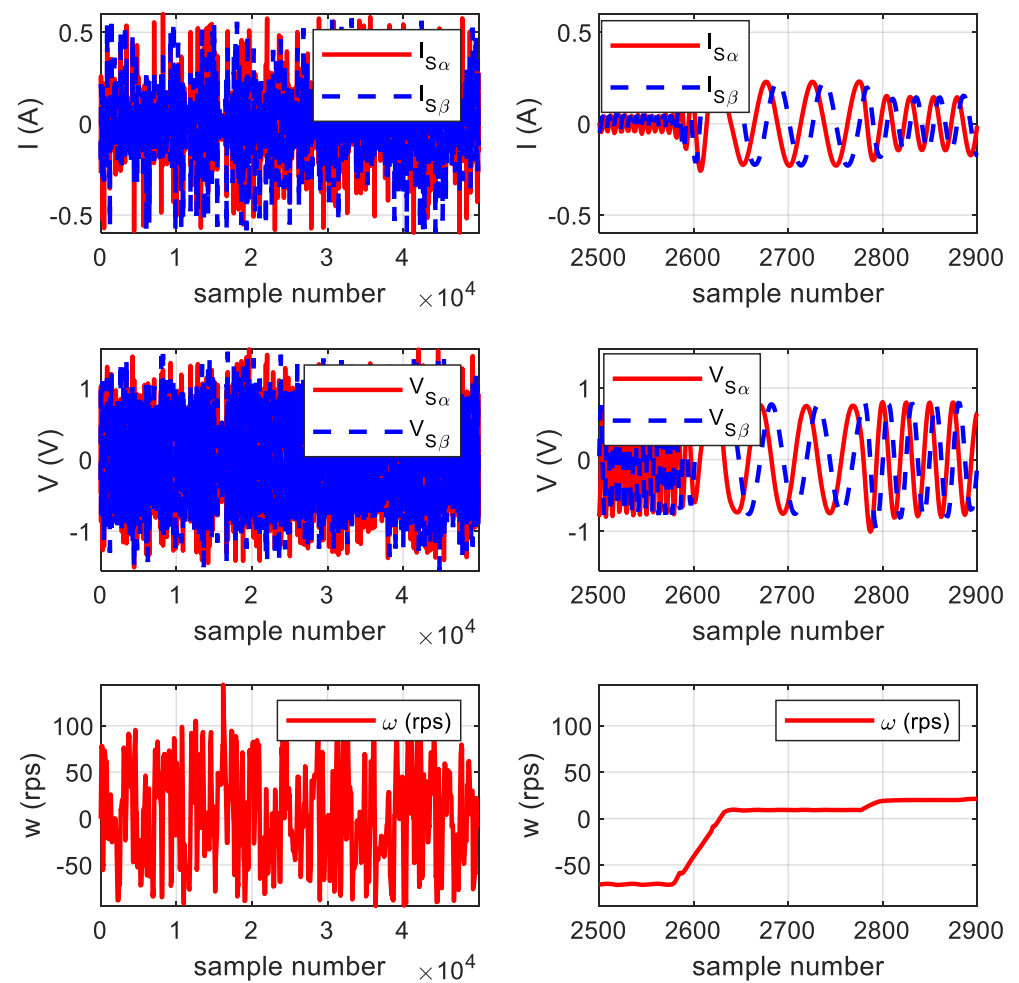 I (A)
0.5
0
-0.5
I_Sα
I_Sβ
0 1 2 3 4
sample number ×10^4
I (A)
0.5
0
-0.5
I_Sα
I_Sβ
2500 2600 2700 2800 2900
sample number
V (V)
1
0
-1
V_Sα
V_Sβ
0 1 2 3 4
sample number ×10^4
V (V)
1
0
-1
V_Sα
V_Sβ
2500 2600 2700 2800 2900
sample number
w (rps)
100
50
0
-50
ω (rps)
0 1 2 3 4
sample number ×10^4
w (rps)
100
50
0
-50
ω (rps)
2500 2600 2700 2800 2900
sample number